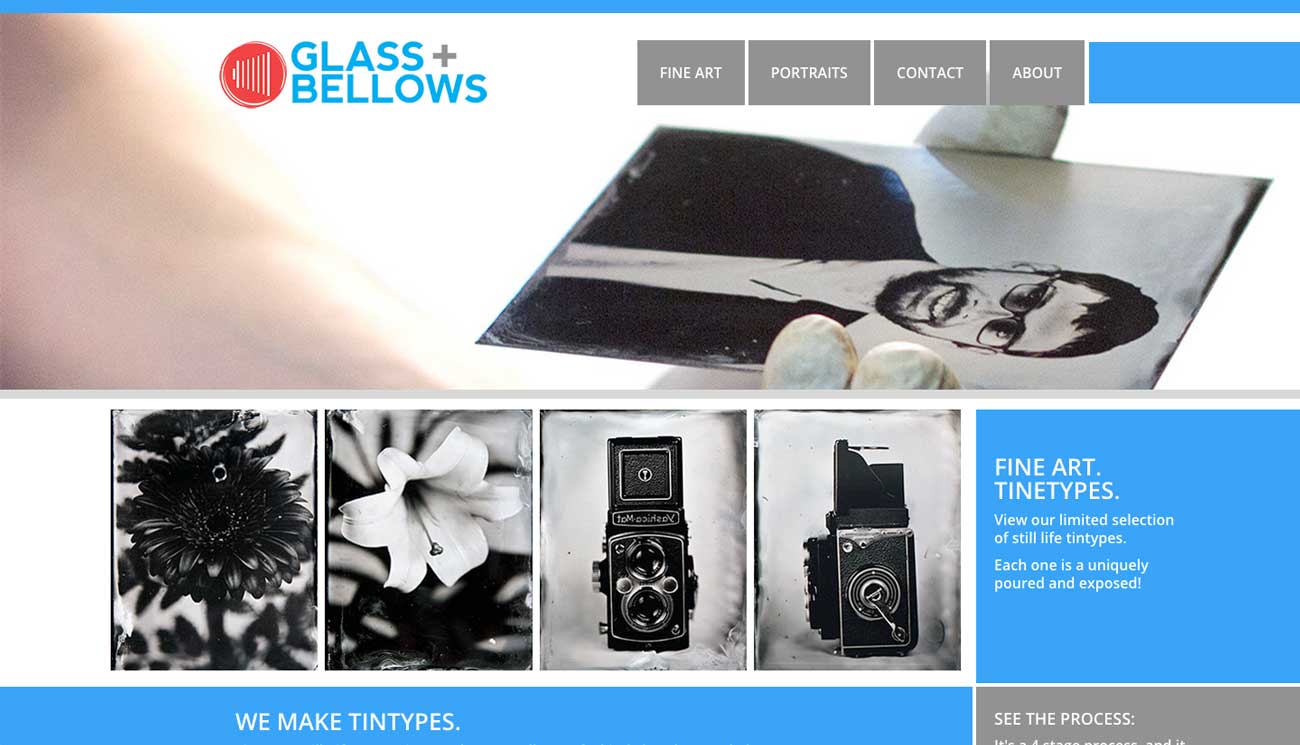 GLASS +
BELLOWS
FINE ART
PORTRAITS
CONTACT
ABOUT
Yashica-Mat
FINE ART.
TINETYPES.
View our limited selection
of still life tintypes.
Each one is a uniquely
poured and exposed!
WE MAKE TINTYPES.
SEE THE PROCESS:
It's a 4 stage process, and it